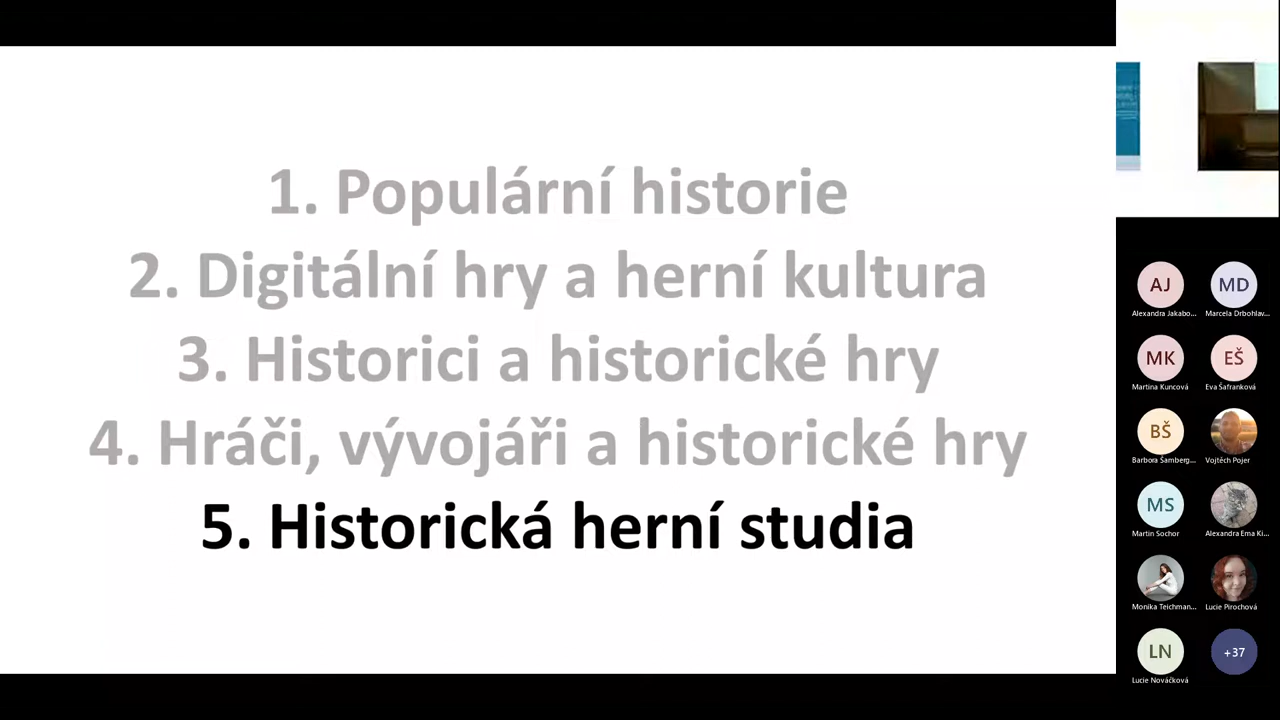 1. Populární historie
2. Digitální hry a herní kultura
3. Historici a historické hry
4. Hráči, vývojáři a historické hry
5. Historická herní studia
AJ
Alexandra Jakabo...
MD
Marcela Drbohlav...
MK
Martina Kuncová
EŠ
Eva Šafranková
BŠ
Barbora Šamberg...
Vojtěch Pojer
MS
Martin Sochor
Alexandra Ema Ki...
Monika Teichman...
Lucie Pirochová
LN
Lucie Nováčková
+37